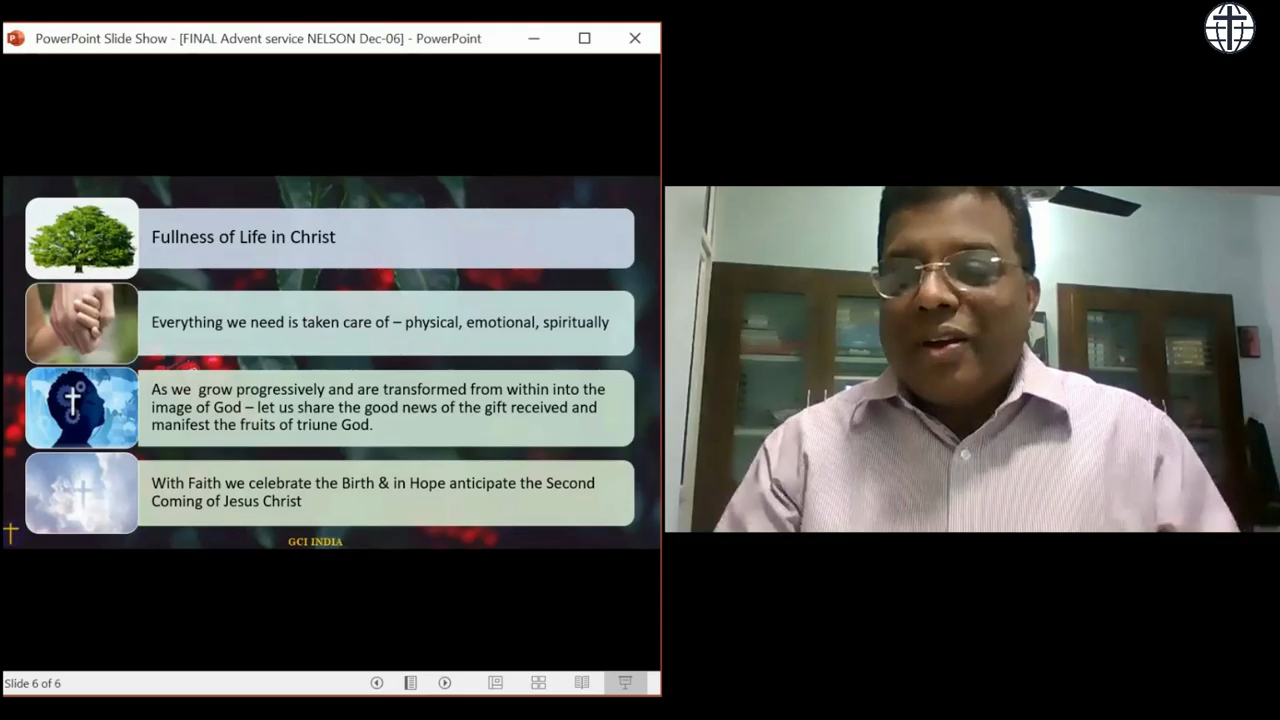 PowerPoint Slide Show - [FINAL Advent service NELSON Dec-06] - PowerPoint
Fullness of Life in Christ
Everything we need is taken care of – physical, emotional, spiritually
As we grow progressively and are transformed from within into the
image of God – let us share the good news of the gift received and
manifest the fruits of triune God.
With Faith we celebrate the Birth & in Hope anticipate the Second
Coming of Jesus Christ
GCI INDIA
Slide 6 of 6